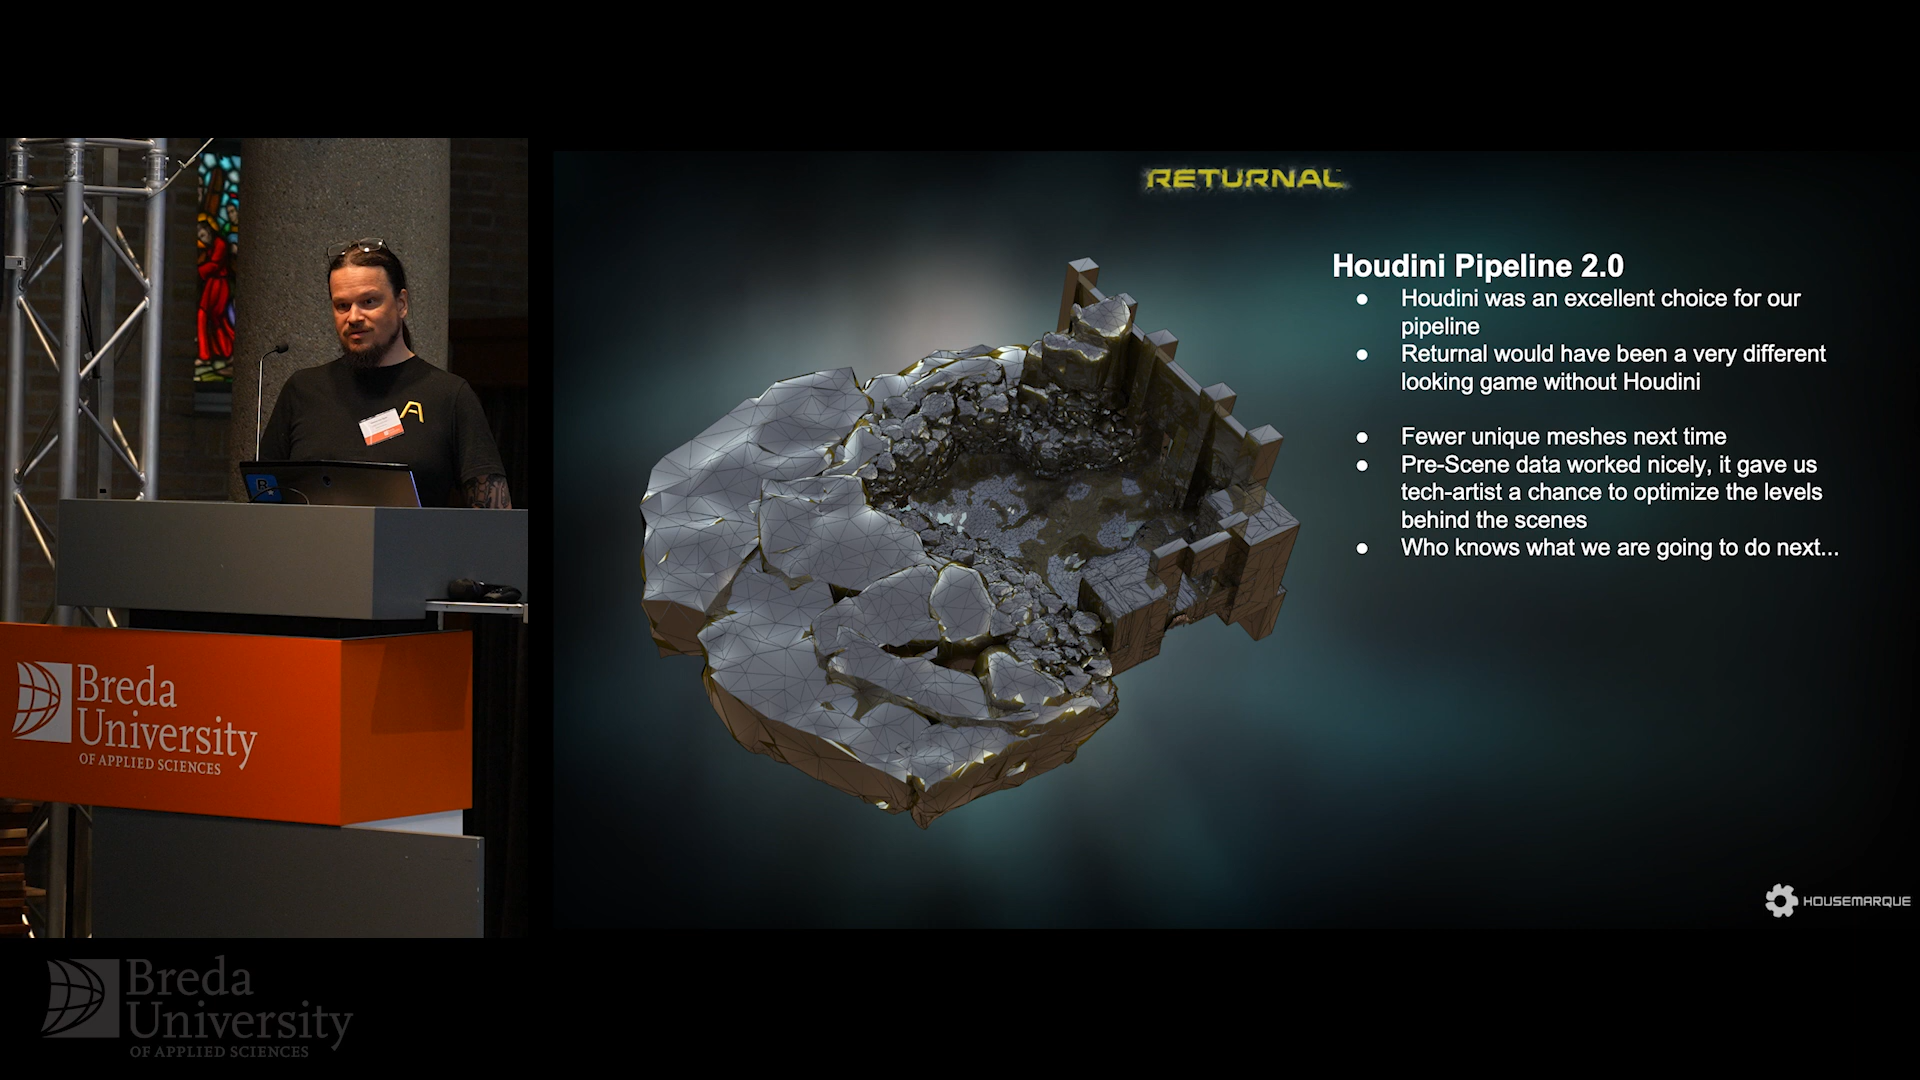 RETURNAL
Houdini Pipeline 2.0
● Houdini was an excellent choice for our
pipeline
● Returnal would have been a very different
looking game without Houdini
● Fewer unique meshes next time
● Pre-Scene data worked nicely, it gave us
tech-artist a chance to optimize the levels
behind the scenes
● Who knows what we are going to do next...
HOUSEMARQUE
Breda
University
OF APPLIED SCIENCES
Breda
University
OF APPLIED SCIENCES